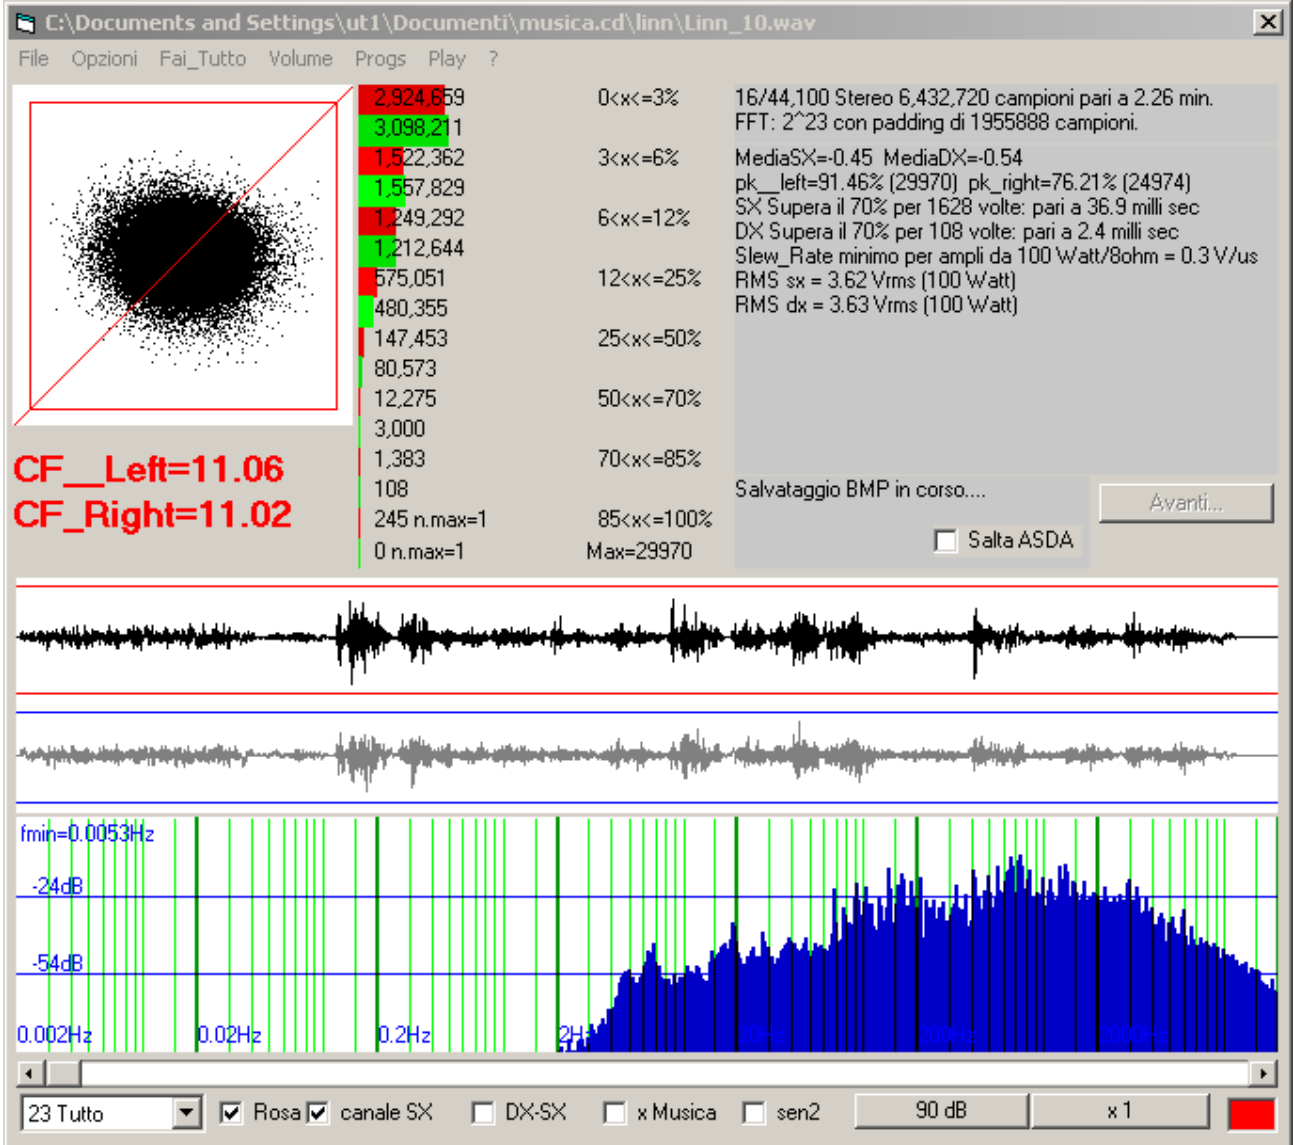 C:\Documents and Settings\ut1\Documenti\musica.cd\linn\Linn_10.wav
File Opzioni Fai_Tutto Volume Progs Play ?
2,924,659 0<x<=3%
3,098,211
1,522,362 3<x<=6%
1,557,829
1,249,292 6<x<=12%
1,212,644
575,051 12<x<=25%
480,355
147,453 25<x<=50%
80,573
12,275 50<x<=70%
3,000
1,383 70<x<=85%
108
245 n.max=1 85<x<=100%
0 n.max=1 Max=29970
CF__Left=11.06
CF_Right=11.02
16/44,100 Stereo 6,432,720 campioni pari a 2.26 min.
FFT: 2^23 con padding di 1955888 campioni.
MediaSX=-0.45 MediaDX=-0.54
pk__left=91.46% (29970) pk_right=76.21% (24974)
SX Supera il 70% per 1628 volte: pari a 36.9 milli sec
DX Supera il 70% per 108 volte: pari a 2.4 milli sec
Slew_Rate minimo per ampli da 100 Watt/8ohm = 0.3 V/us
RMS sx = 3.62 Vrms (100 Watt)
RMS dx = 3.63 Vrms (100 Watt)
Salvataggio BMP in corso....
Avanti...
Salta ASDA
fmin=0.0053Hz
-24dB
-54dB
0.002Hz 0.02Hz 0.2Hz 2Hz 20Hz 200Hz 2000Hz
23 Tutto Rosa canale SX DX-SX x Musica sen2 90 dB x 1